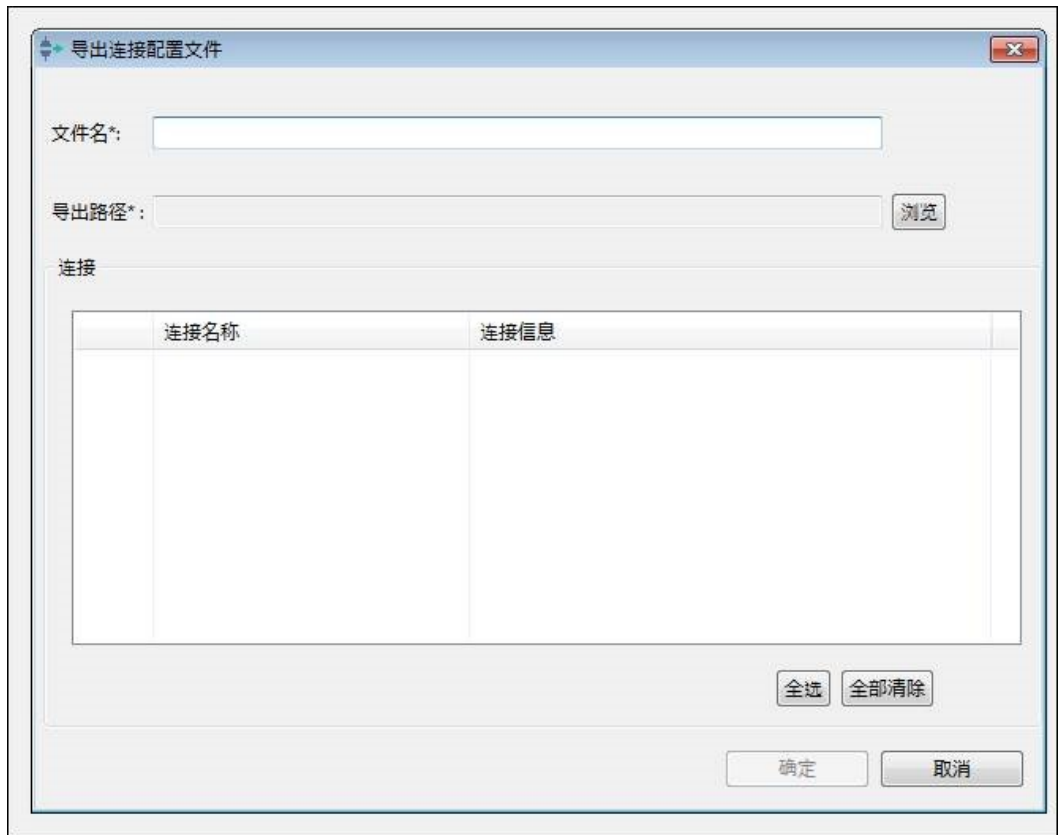 导出连接配置文件
文件名*:
导出路径*:
浏览
连接
连接名称 连接信息
全选 全部清除
确定 取消